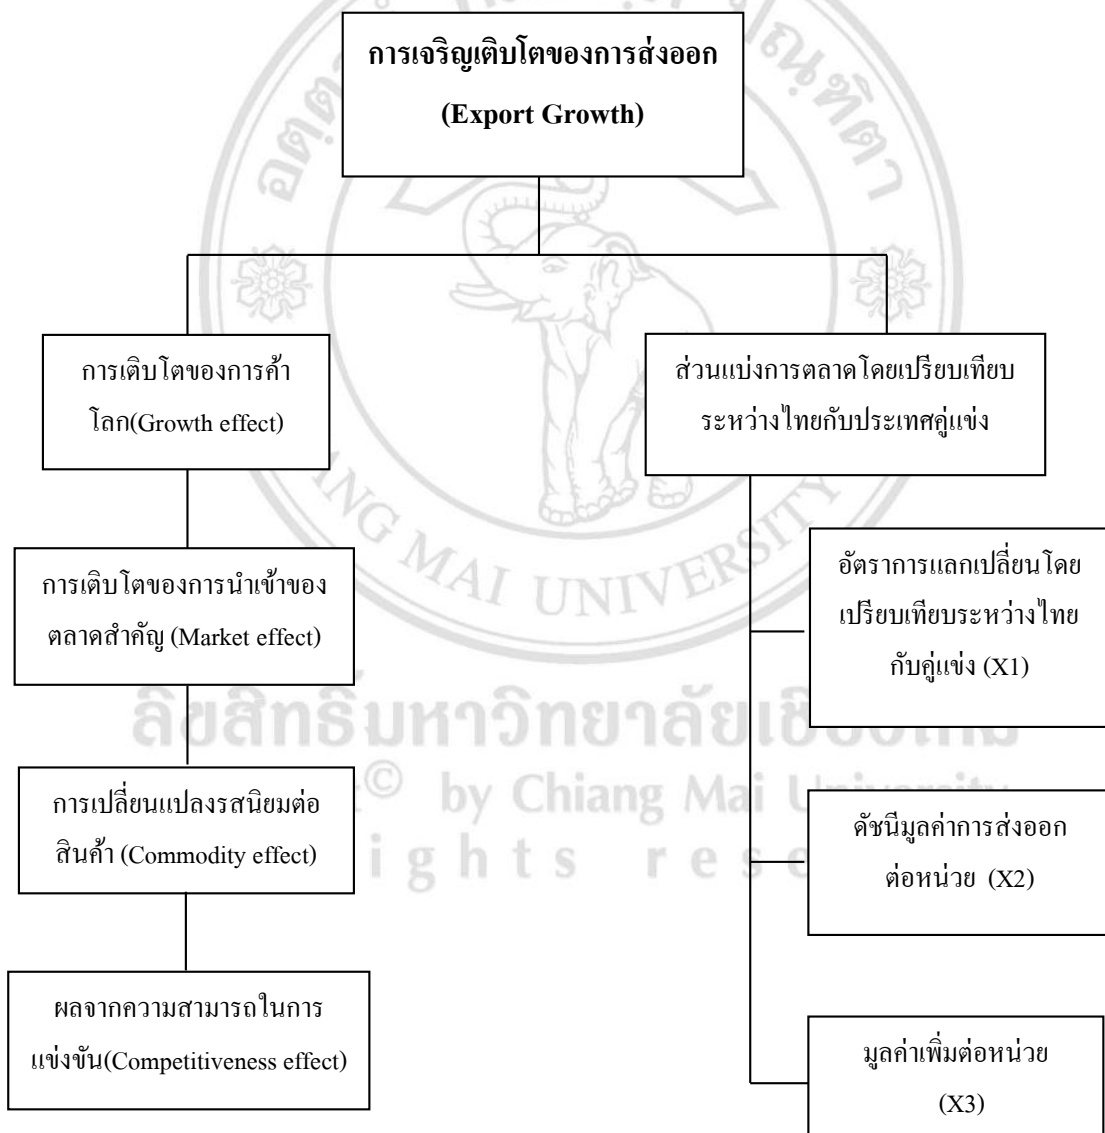 การเจริญเติบโตของการส่งออก
(Export Growth)
การเติบโตของการค้า
โลก(Growth effect)
ส่วนแบ่งการตลาดโดยเปรียบเทียบ
ระหว่างไทยกับประเทศคู่แข่ง
การเติบโตของการนำเข้าของ
ตลาดสำคัญ (Market effect)
อัตราการแลกเปลี่ยนโดย
เปรียบเทียบระหว่างไทย
กับคู่แข่ง (X1)
การเปลี่ยนแปลงรสนิยมต่อ
สินค้า (Commodity effect)
ดัชนีมูลค่าการส่งออก
ต่อหน่วย (X2)
ผลจากความสามารถในการ
แข่งขัน(Competitiveness effect)
มูลค่าเพิ่มต่อหน่วย
(X3)
MAI UNIVERSITY
ลิขสิทธิ์มหาวิทยาลัย
© by Chiang Mai